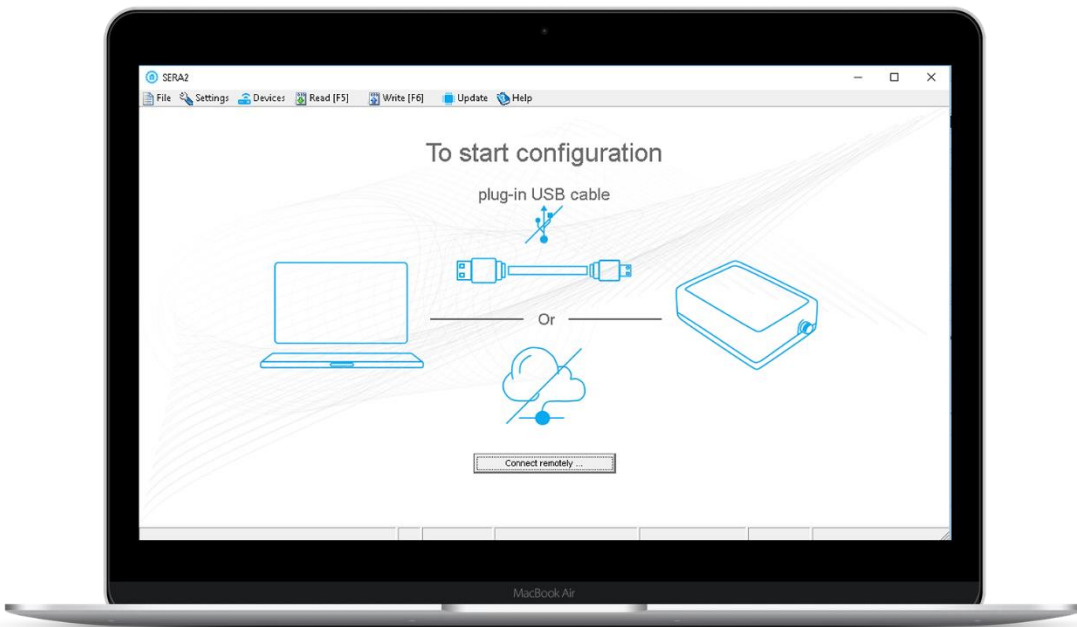 SERA2
File Settings Devices Read [F5] Write [F6] Update Help
To start configuration
plug-in USB cable
Or
Connect remotely ...
MacBook Air